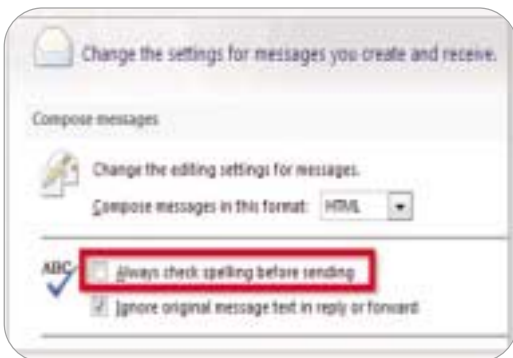 Change the settings for messages you create and receive.
Compose messages
Change the editing settings for messages.
Compose messages in this format: HTML
ABC
Always check spelling before sending
Ignore original message text in reply or forward